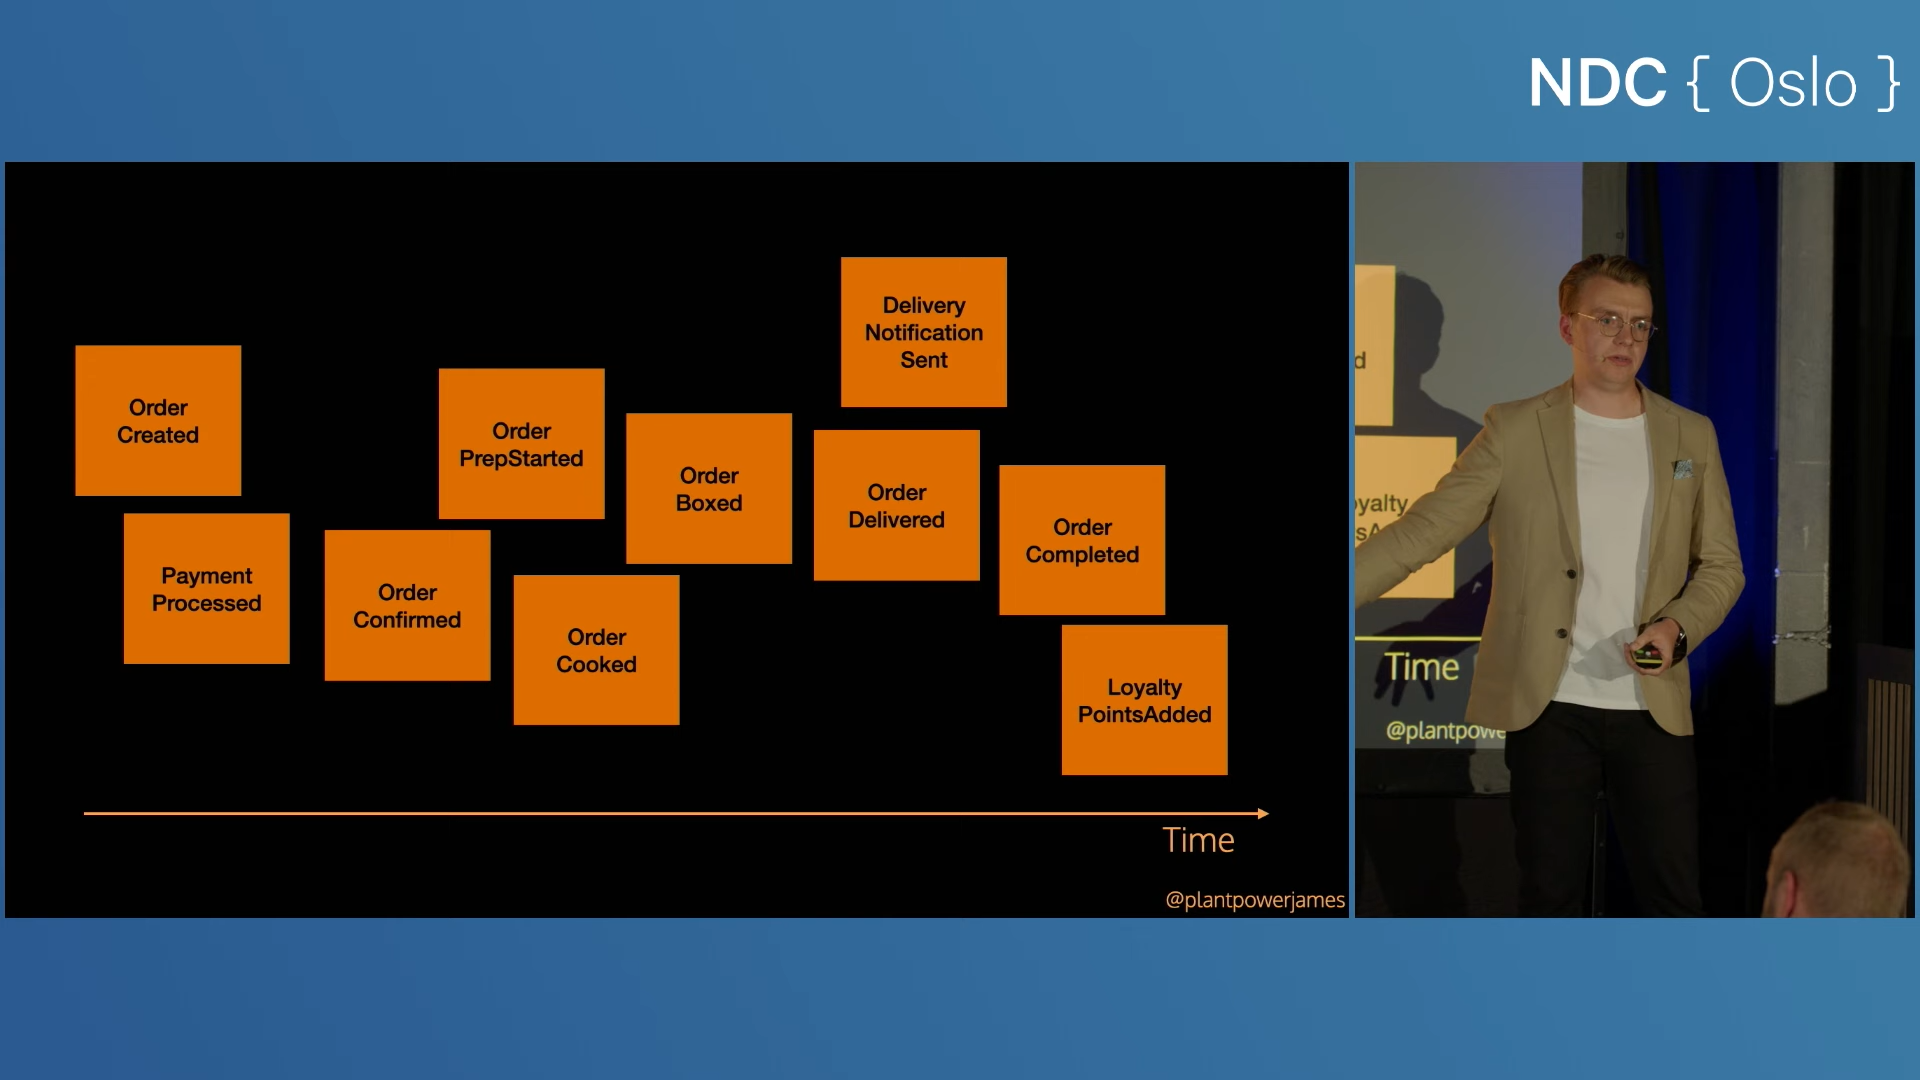 NDC { Oslo }
Order
Created
Payment
Processed
Order
Confirmed
Order
PrepStarted
Order
Cooked
Order
Boxed
Delivery
Notification
Sent
Order
Delivered
Order
Completed
Loyalty
PointsAdded
Time
@plantpowerjames
Time